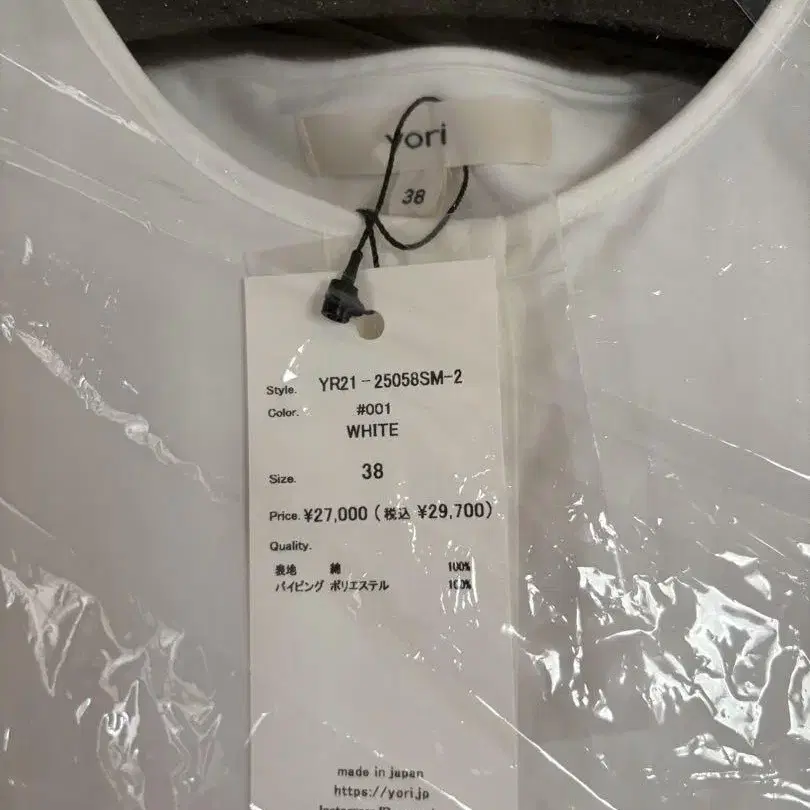 yori
38
Style. YR21-25058SM-2
Color. #001
WHITE
Size. 38
Price. ¥27,000 (税込 ¥29,700)
Quality.
表地 綿 100%
パイピング ポリエステル 100%
made in japan
https://yori.jp
Instagram ID